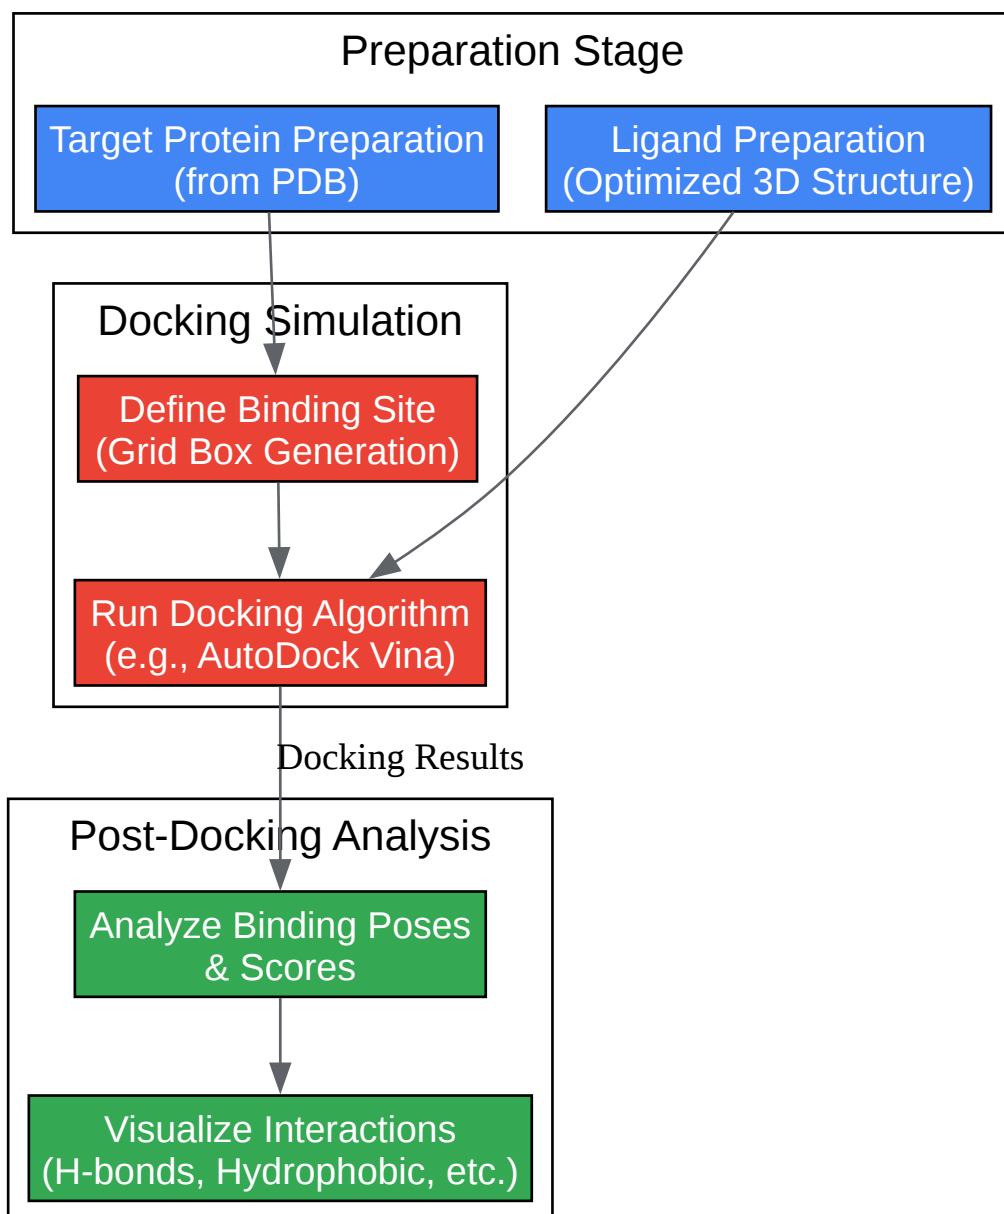 Preparation Stage
Target Protein Preparation
(from PDB)
Ligand Preparation
(Optimized 3D Structure)
Docking Simulation
Define Binding Site
(Grid Box Generation)
Run Docking Algorithm
(e.g., AutoDock Vina)
Docking Results
Post-Docking Analysis
Analyze Binding Poses
& Scores
Visualize Interactions
(H-bonds, Hydrophobic, etc.)